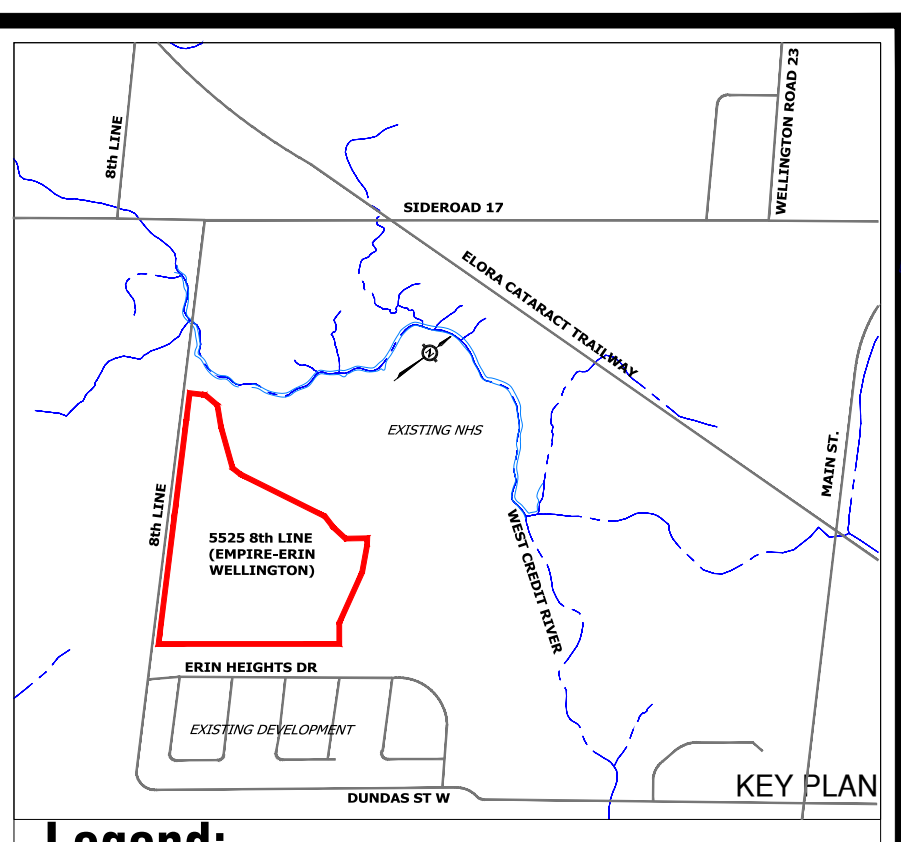 8th LINE
WELLINGTON ROAD 23
SIDEROAD 17
ELORA CATARACT TRAILWAY
N
EXISTING NHS
MAIN ST.
8th LINE
5525 8th LINE
(EMPIRE-ERIN
WELLINGTON)
WEST CREDIT RIVER
ERIN HEIGHTS DR
EXISTING DEVELOPMENT
KEY PLAN
DUNDAS ST W
Legend: